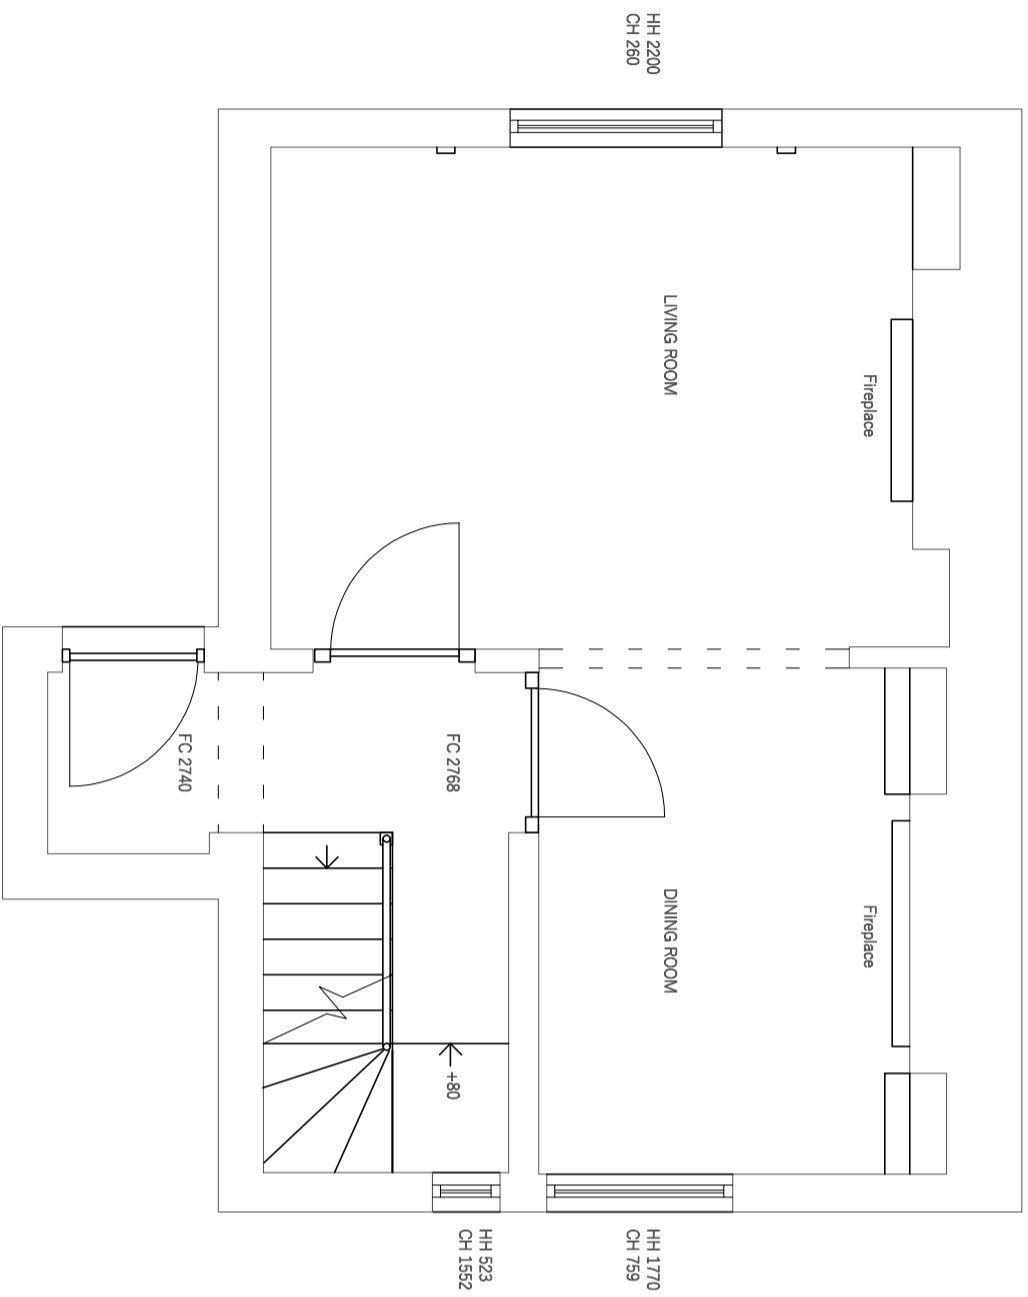 HH 2200
CH 260
LIVING ROOM
Fireplace
FC 2740
FC 2768
DINING ROOM
Fireplace
+80
HH 523
CH 1552
HH 1770
CH 759